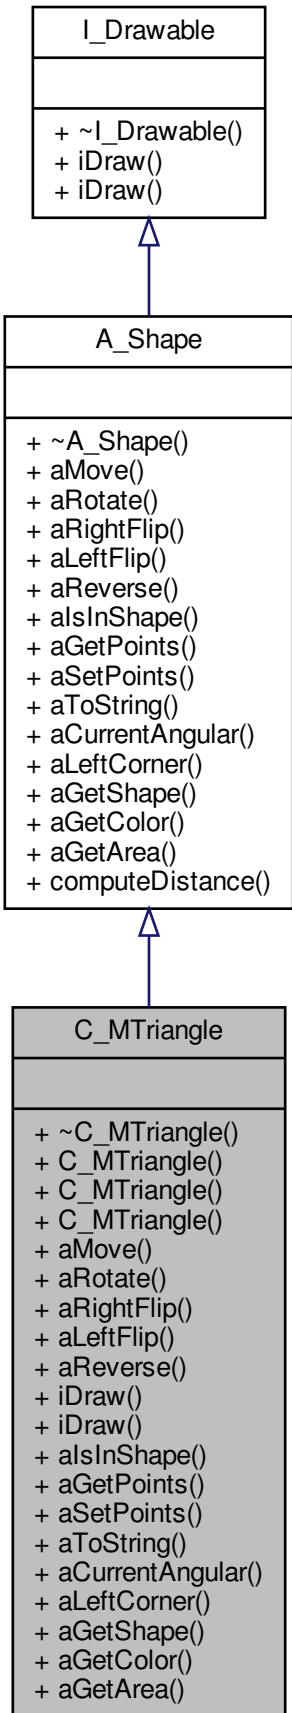 I_Drawable
+ ~I_Drawable()
+ iDraw()
+ iDraw()
A_Shape
+ ~A_Shape()
+ aMove()
+ aRotate()
+ aRightFlip()
+ aLeftFlip()
+ aReverse()
+ aIsInShape()
+ aGetPoints()
+ aSetPoints()
+ aToString()
+ aCurrentAngular()
+ aLeftCorner()
+ aGetShape()
+ aGetColor()
+ aGetArea()
+ computeDistance()
C_MTriangle
+ ~C_MTriangle()
+ C_MTriangle()
+ C_MTriangle()
+ C_MTriangle()
+ aMove()
+ aRotate()
+ aRightFlip()
+ aLeftFlip()
+ aReverse()
+ iDraw()
+ iDraw()
+ aIsInShape()
+ aGetPoints()
+ aSetPoints()
+ aToString()
+ aCurrentAngular()
+ aLeftCorner()
+ aGetShape()
+ aGetColor()
+ aGetArea()